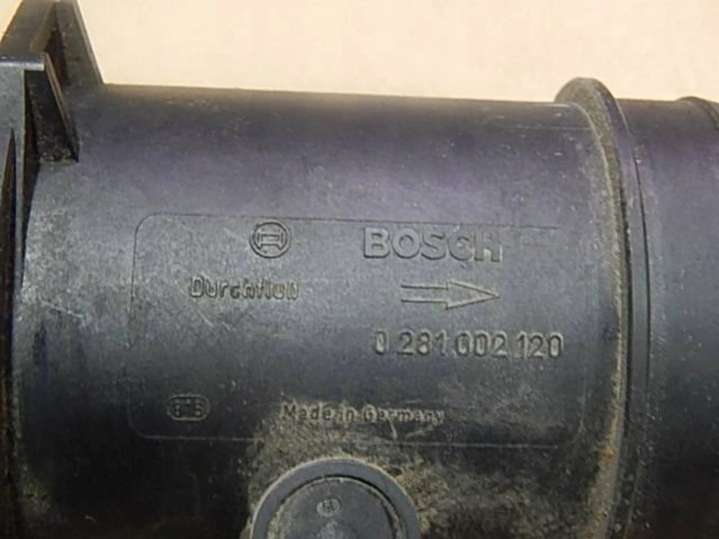 BOSCH
Durchfluß
0 281 002 120
Made in Germany